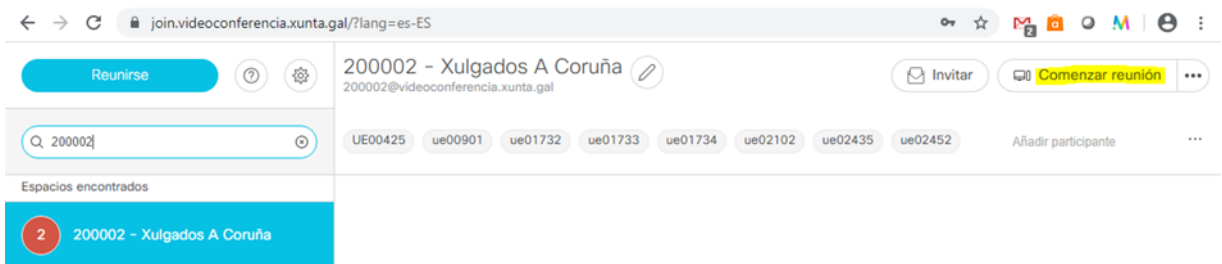 join.videoconferencia.xunta.gal/?lang=es-ES
2
a
M
Reunirse
?
200002 - Xulgados A Coruña
200002@videoconferencia.xunta.gal
Invitar
Comenzar reunión
200002
UE00425 ue00901 ue01732 ue01733 ue01734 ue02102 ue02435 ue02452 Añadir participante
Espacios encontrados
2 200002 - Xulgados A Coruña